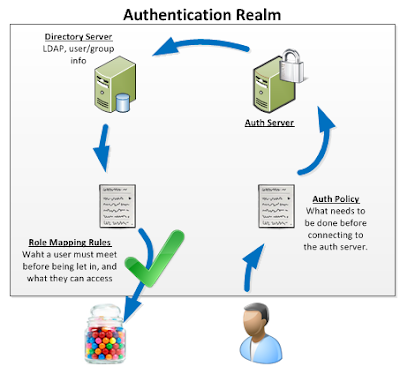 Authentication Realm
Directory Server
LDAP, user/group
info
Auth Server
Auth Policy
What needs to
be done before
connecting to
the auth server.
Role Mapping Rules
Waht a user must meet
before being let in, and
what they can access